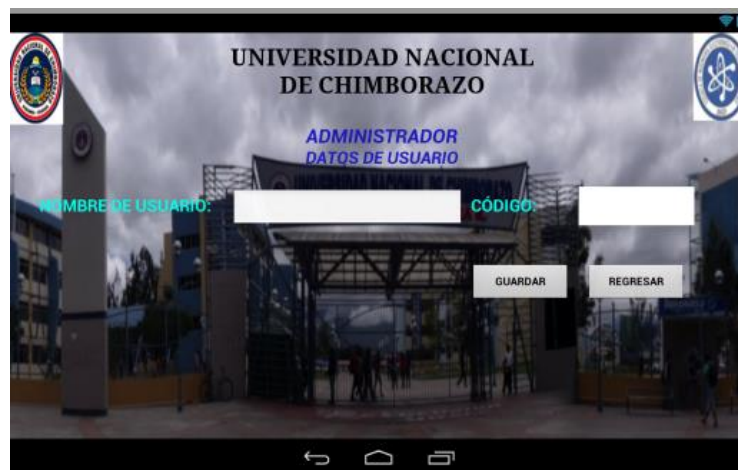 UNIVERSIDAD NACIONAL
DE CHIMBORAZO
ADMINISTRADOR
DATOS DE USUARIO
NOMBRE DE USUARIO:
CÓDIGO:
GUARDAR
REGRESAR